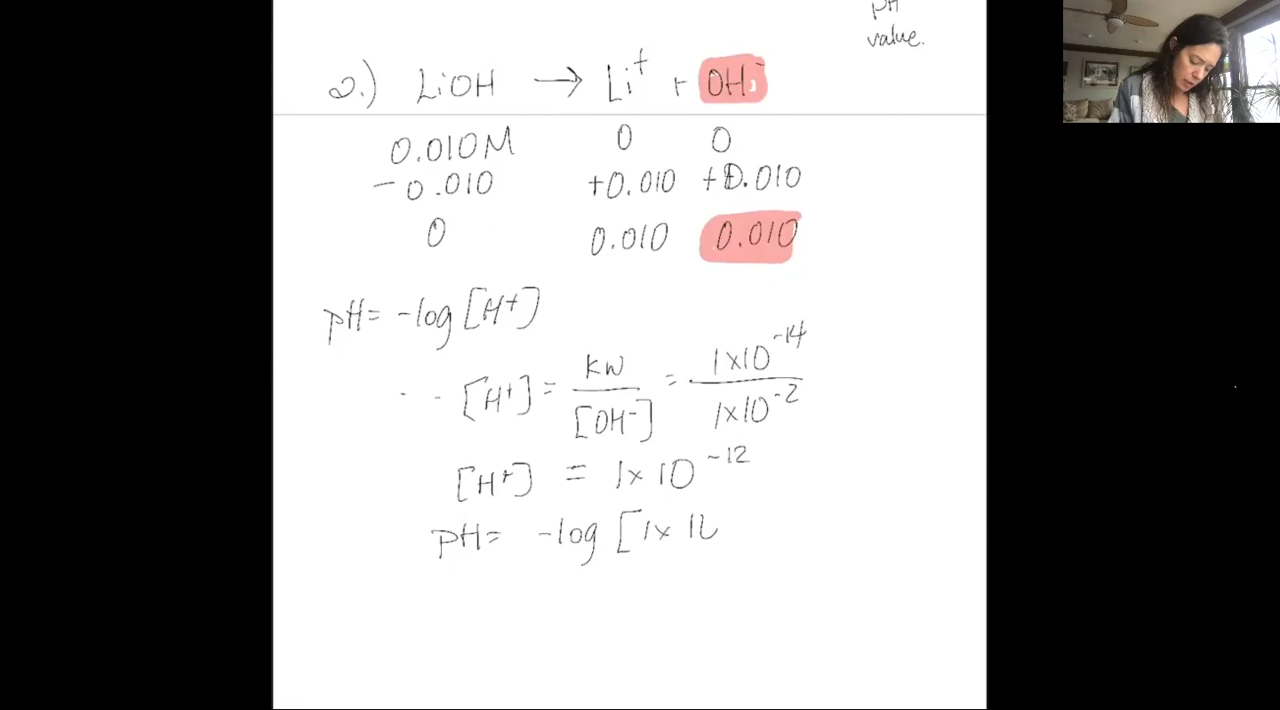 pH
value.
2.) LiOH → Li⁺ + OH⁻
0.010M 0 0
-0.010 +0.010 +0.010
0 0.010 0.010
pH = -log [H⁺]
[H⁺] = kw / [OH⁻] = 1×10⁻¹⁴ / 1×10⁻²
[H⁺] = 1×10⁻¹²
pH = -log [1×10